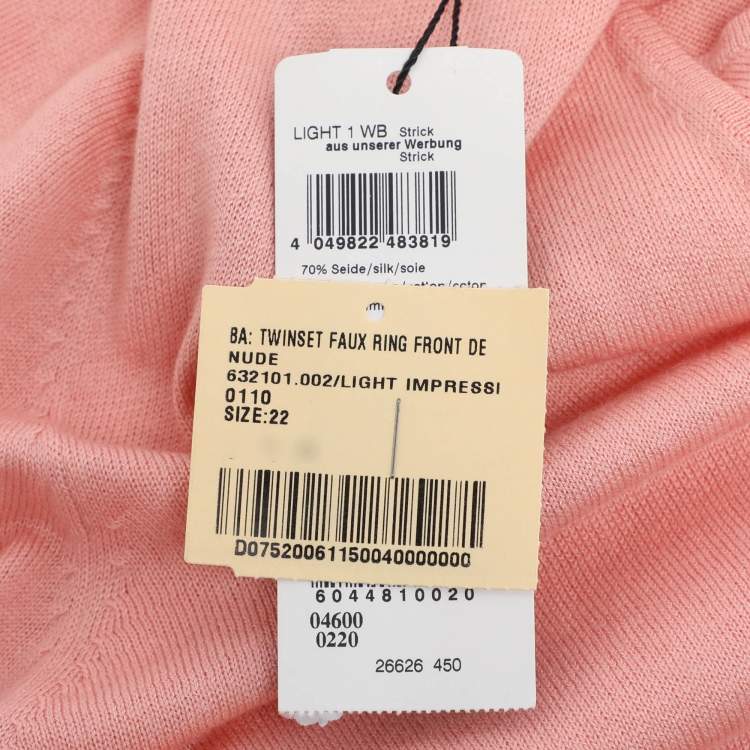 LIGHT 1 WB Strick
aus unserer Werbung
Strick
4 049822 483819
70% Seide/silk/soie
BA: TWINSET FAUX RING FRONT DE
NUDE
632101.002/LIGHT IMPRESSI
0110
SIZE:22
D07520061150040000000
6044810020
04600
0220
26626 450